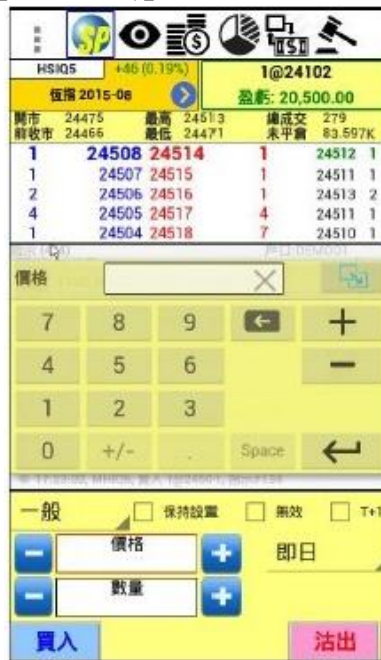 SP
HSIQ5 +46 (0.19%) 1@24102
恆指 2015-08 盈虧: 20,500.00
開市 24475 最高 24513 總成交 279
前收市 24466 最低 24471 未平倉 83.597K
1 24508 24514 1 24512 1
1 24507 24515 1 24511 1
2 24506 24516 1 24513 2
4 24505 24517 4 24511 1
1 24504 24518 7 24510 1
價格
7 8 9
+
4 5 6
−
1 2 3
0 +/- . Space
一般 保持設置 無效 T+1
− 價格 + 即日
− 數量 +
買入 沽出